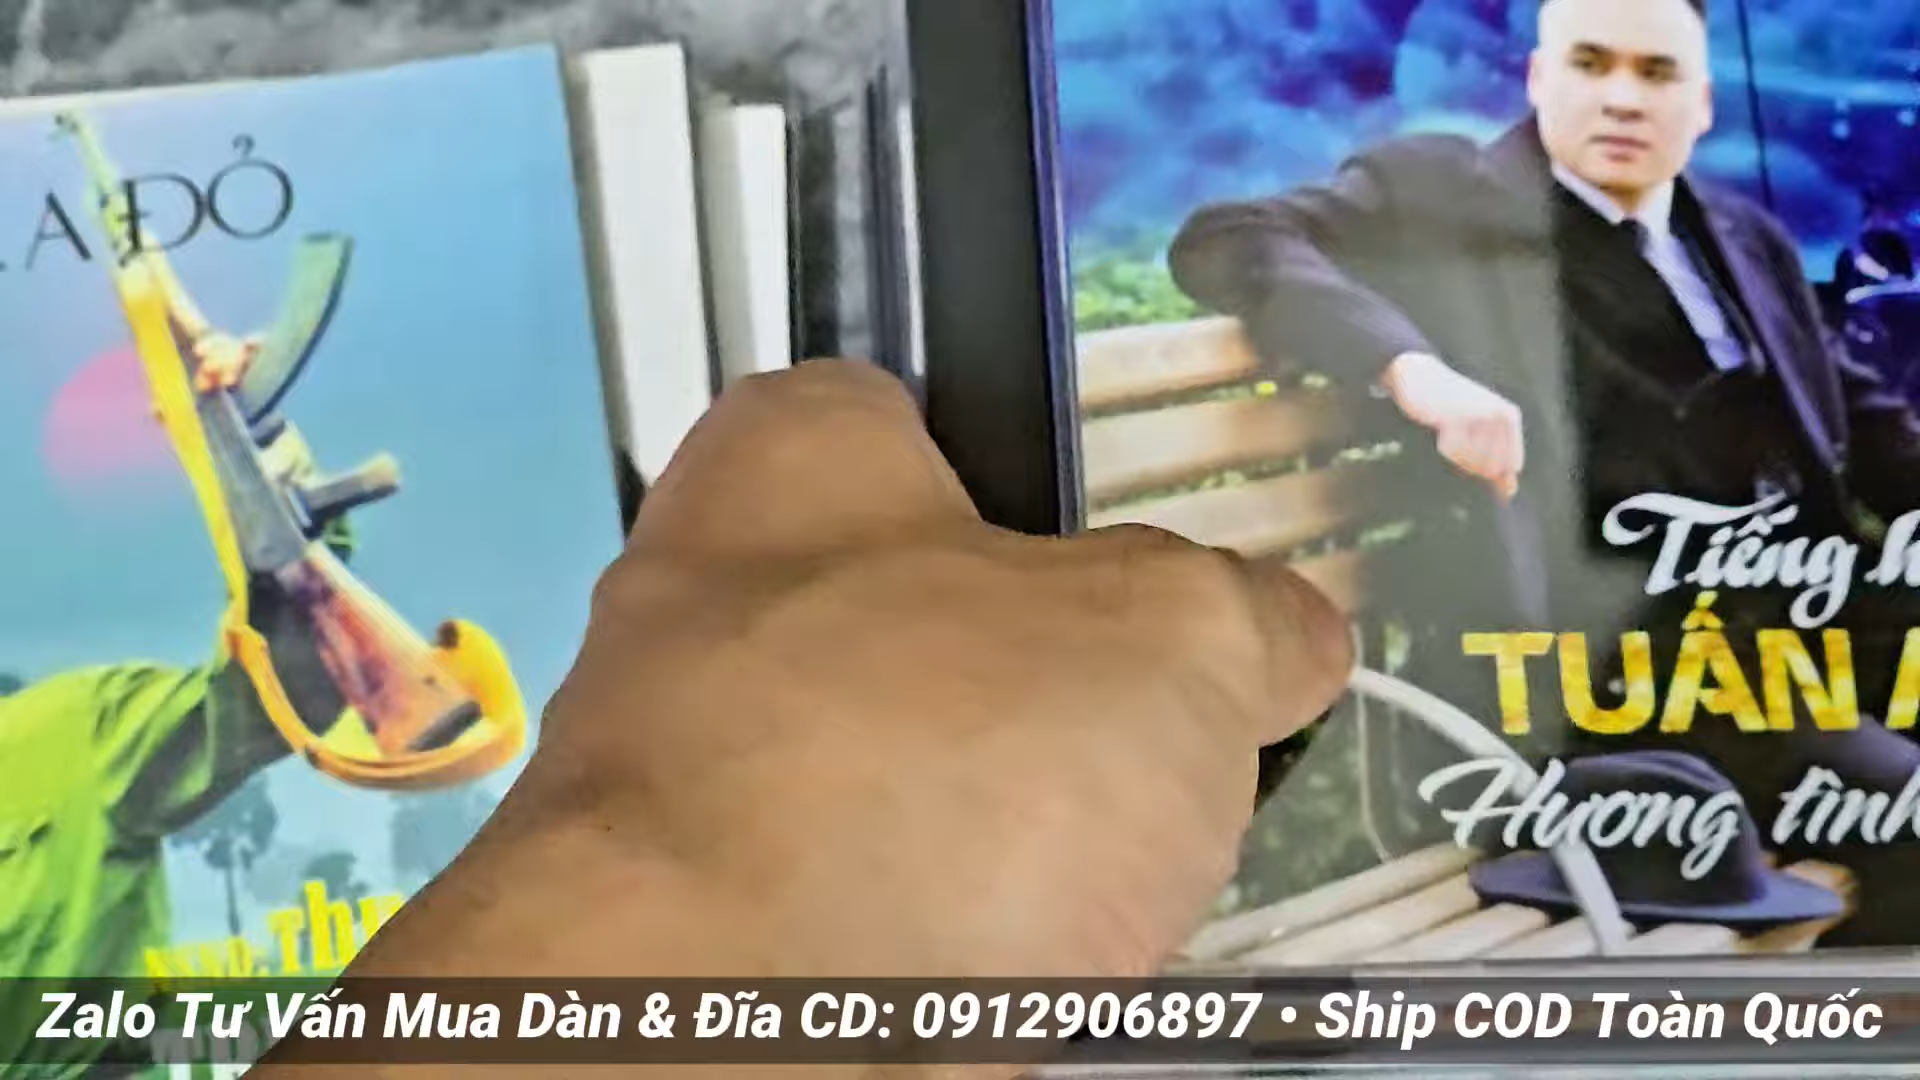 A ĐỎ
Tiếng h
TUẤN
Hương tình
Zalo Tư Vấn Mua Dàn & Đĩa CD: 0912906897 • Ship COD Toàn Quốc